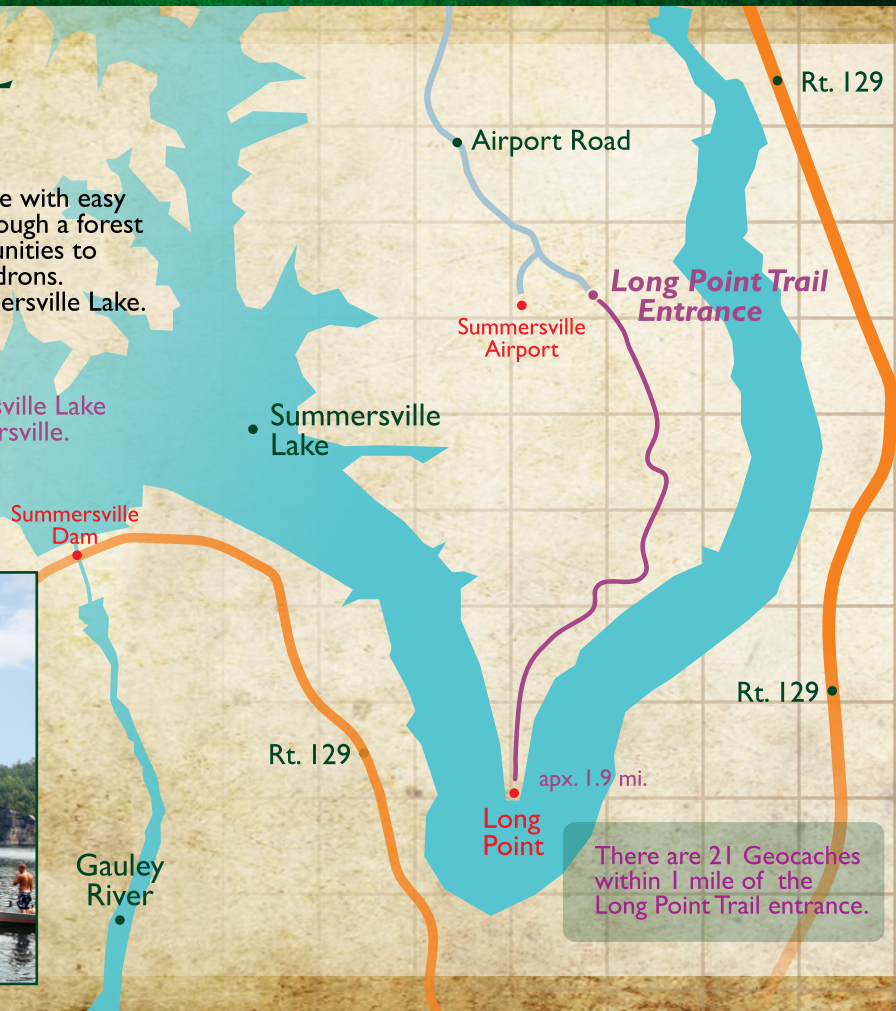 Rt. 129
Airport Road
e with easy
ough a forest
unities to
drons.
ersville Lake.
Long Point Trail
Entrance
Summersville
Airport
ville Lake
rsville.
Summersville
Lake
Summersville
Dam
Rt. 129
Rt. 129
apx. 1.9 mi.
Long
Point
There are 21 Geocaches
within 1 mile of the
Long Point Trail entrance.
Gauley
River